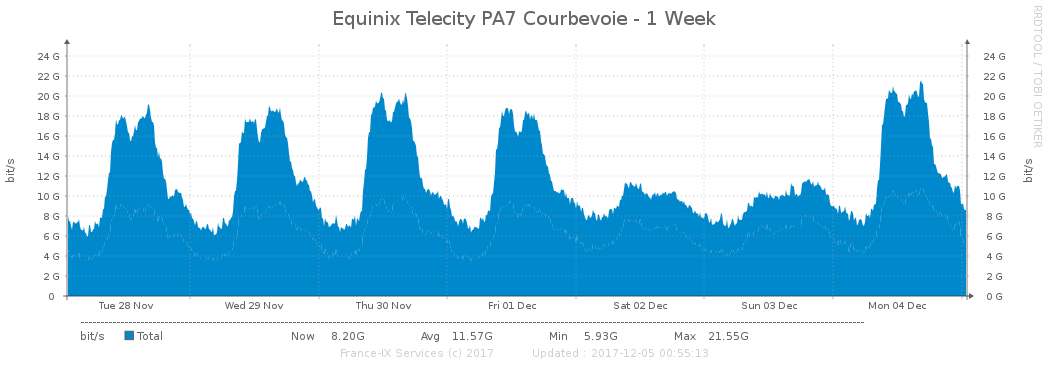 Equinix Telecity PA7 Courbevoie - 1 Week
RRDTOOL / TOBI OETIKER
24 G 24 G
22 G 22 G
20 G 20 G
18 G 18 G
16 G 16 G
14 G 14 G
12 G 12 G
10 G 10 G
8 G 8 G
6 G 6 G
4 G 4 G
2 G 2 G
0 0 G
bit/s
bit/s
Tue 28 Nov Wed 29 Nov Thu 30 Nov Fri 01 Dec Sat 02 Dec Sun 03 Dec Mon 04 Dec
bit/s Total Now 8.20G Avg 11.57G Min 5.93G Max 21.55G
France-IX Services (c) 2017 Updated : 2017-12-05 00:55:13